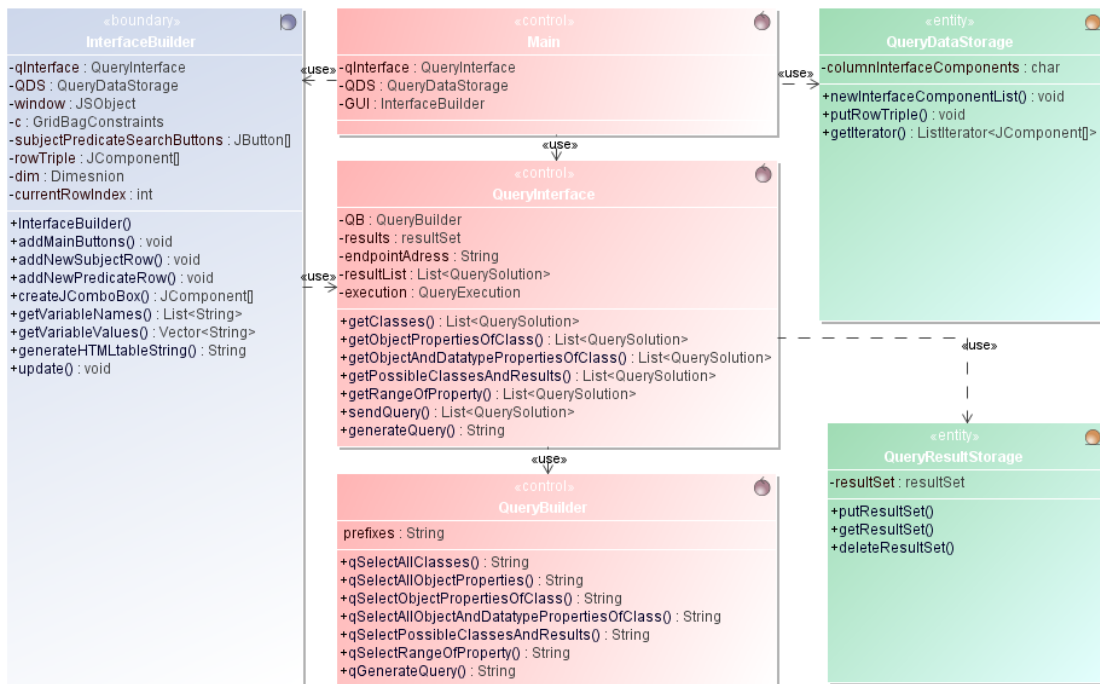 «boundary»
InterfaceBuilder
-qInterface : QueryInterface
-QDS : QueryDataStorage
-window : JSObject
-c : GridBagConstraints
-subjectPredicateSearchButtons : JButton[]
-rowTriple : JComponent[]
-dim : Dimesnion
-currentRowIndex : int
+InterfaceBuilder()
+addMainButtons() : void
+addNewSubjectRow() : void
+addNewPredicateRow() : void
+createJComboBox() : JComponent[]
+getVariableNames() : List<String>
+getVariableValues() : Vector<String>
+generateHTMLtableString() : String
+update() : void
«use»
«use»
«control»
Main
-qInterface : QueryInterface
-QDS : QueryDataStorage
-GUI : InterfaceBuilder
«use»
«use»
«control»
QueryInterface
-QB : QueryBuilder
-results : resultSet
-endpointAdress : String
-resultList : List<QuerySolution>
-execution : QueryExecution
+getClasses() : List<QuerySolution>
+getObjectPropertiesOfClass() : List<QuerySolution>
+getObjectAndDatatypePropertiesOfClass() : List<QuerySolution>
+getPossibleClassesAndResults() : List<QuerySolution>
+getRangeOfProperty() : List<QuerySolution>
+sendQuery() : List<QuerySolution>
+generateQuery() : String
«use»
«control»
QueryBuilder
prefixes : String
+qSelectAllClasses() : String
+qSelectAllObjectProperties() : String
+qSelectObjectPropertiesOfClass() : String
+qSelectAllObjectAndDatatypePropertiesOfClass() : String
+qSelectPossibleClassesAndResults() : String
+qSelectRangeOfProperty() : String
+qGenerateQuery() : String
«entity»
QueryDataStorage
-columnInterfaceComponents : char
+newInterfaceComponentList() : void
+putRowTriple() : void
+getIterator() : ListIterator<JComponent[]>
«use»
«entity»
QueryResultStorage
-resultSet : resultSet
+putResultSet()
+getResultSet()
+deleteResultSet()